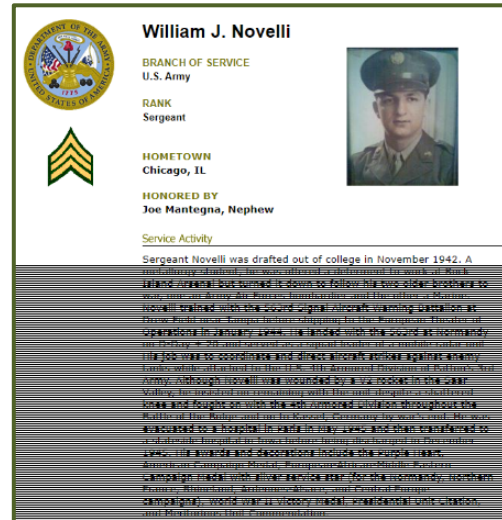 DEPARTMENT OF THE ARMY
UNITED STATES OF AMERICA
1775
William J. Novelli
BRANCH OF SERVICE
U.S. Army
RANK
Sergeant
HOMETOWN
Chicago, IL
HONORED BY
Joe Mantegna, Nephew
Service Activity
Sergeant Novelli was drafted out of college in November 1942. A
metallurgy student, he was offered a deferment to work at Rock
Island Arsenal but turned it down to follow his two older brothers to
war, one an Army Air Forces bombardier and the other a Marine.
Novelli trained with the 563rd Signal Aircraft Warning Battalion at
Drew Field near Tampa before shipped to the European Theater of
Operations in January 1944. He landed with the 563rd at Normandy
on D-Day + 20 and served as a squad leader of a mobile radar unit.
His job was to coordinate and direct aircraft strikes against enemy
tanks while attached to the U.S. 4th Armored Division of Patton's 3rd
Army. Although Novelli was wounded by a V2 rocket in the Saar
Valley, he insisted on remaining with the unit despite a shattered
knee and fought on with the 4th Armored Division throughout the
Battle of the Bulge and on to Kassel, Germany by war's end. He was
evacuated to a hospital in Paris in May 1945 and then transferred to
a stateside hospital in Iowa before being discharged in December
1945. His awards and decorations include the Purple Heart,
American Campaign Medal, European-African-Middle Eastern
Campaign Medal with silver service star (for the Normandy, Northern
France, Rhineland, Ardennes-Alsace, and Central Europe
campaigns), World War II Victory Medal, Presidential Unit Citation,
and Meritorious Unit Commendation.